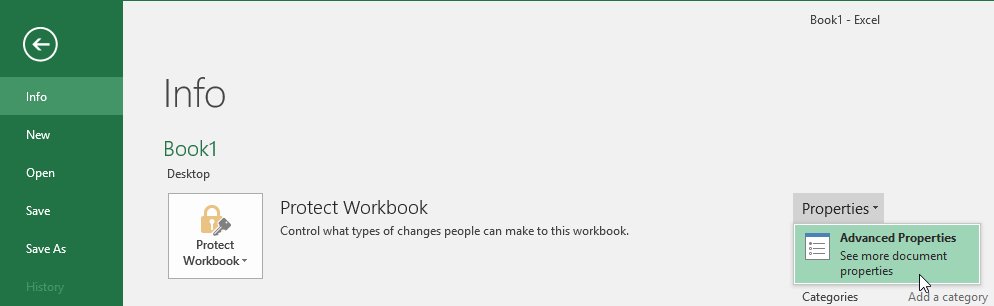 Book1 - Excel
Info
New
Open
Save
Save As
History
Info
Book1
Desktop
Protect
Workbook
Protect Workbook
Control what types of changes people can make to this workbook.
Properties
Advanced Properties
See more document
properties
Categories
Add a category